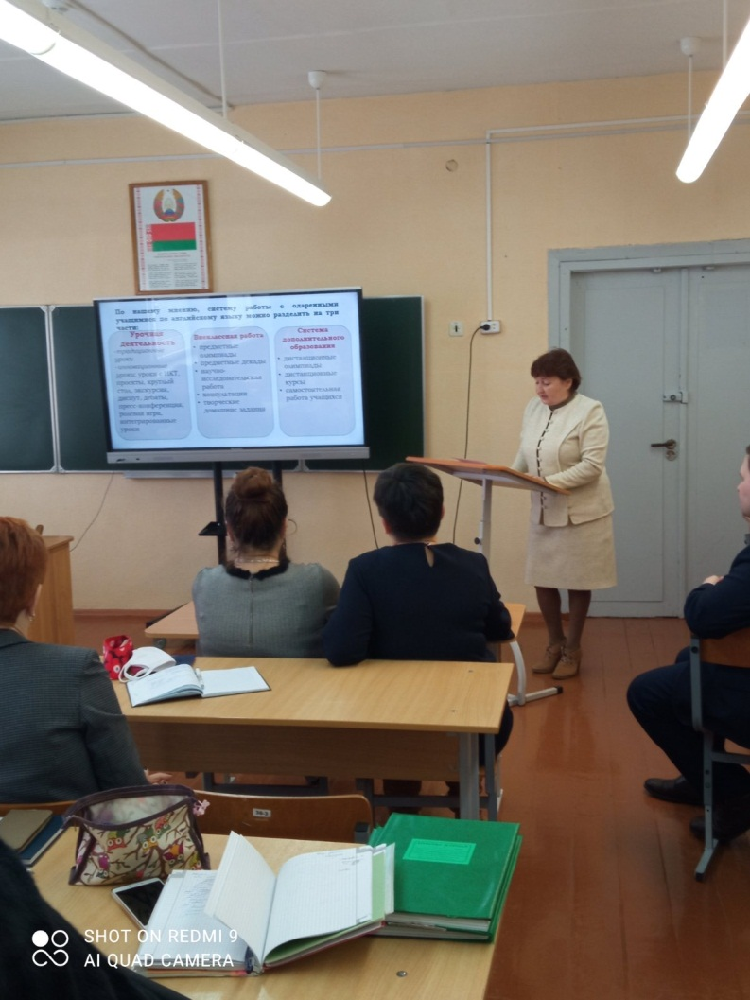 По нашему мнению, систему работы с одаренными
учащимися по английскому языку можно разделить на три
части:
Урочная
деятельность
уроки
уроки: уроки с ИКТ,
проекты, круглый
стол, экскурсия,
диспут, дебаты,
пресс-конференция,
ролевая игра,
интегрированные
уроки
Внеклассная работа
• предметные
олимпиады
• предметные декады
• научно-
исследовательская
работа
• консультации
• творческие
домашние задания
Система
дополнительного
образования
• дистанционные
олимпиады
• дистанционные
курсы
• самостоятельная
работа учащихся
SHOT ON REDMI 9
AI QUAD CAMERA